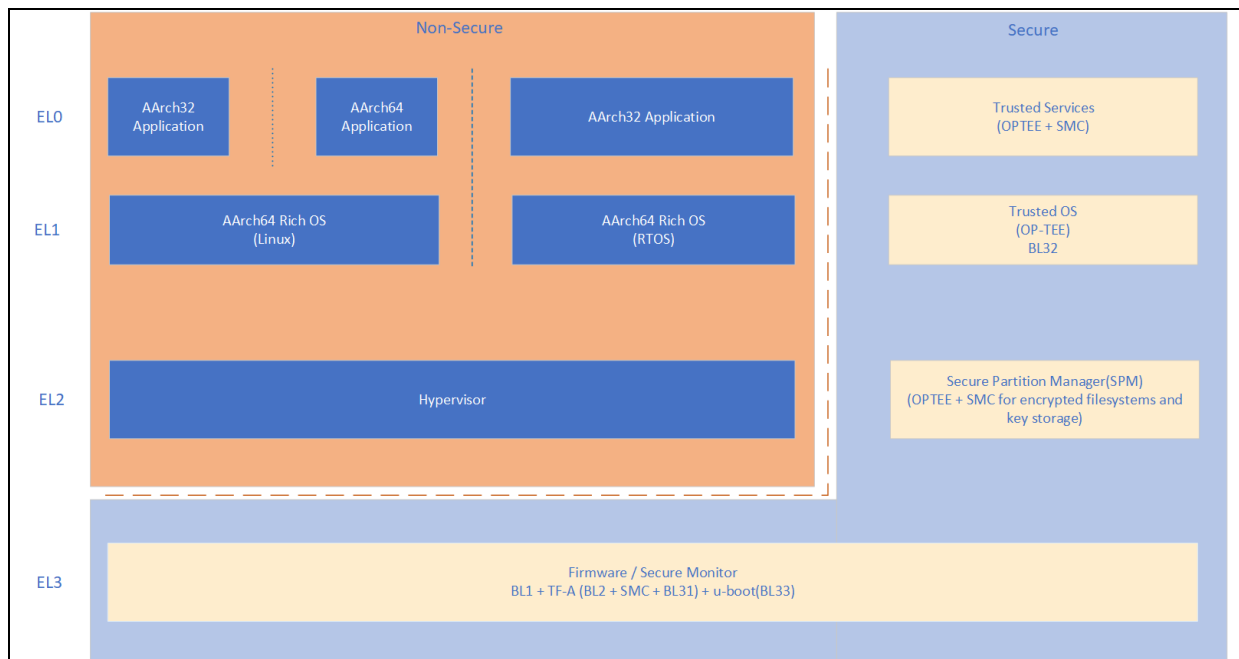 Non-Secure
Secure
EL0
AArch32
Application
AArch64
Application
AArch32 Application
Trusted Services
(OPTEE + SMC)
EL1
AArch64 Rich OS
(Linux)
AArch64 Rich OS
(RTOS)
Trusted OS
(OP-TEE)
BL32
EL2
Hypervisor
Secure Partition Manager(SPM)
(OPTEE + SMC for encrypted filesystems and
key storage)
EL3
Firmware / Secure Monitor
BL1 + TF-A (BL2 + SMC + BL31) + u-boot(BL33)